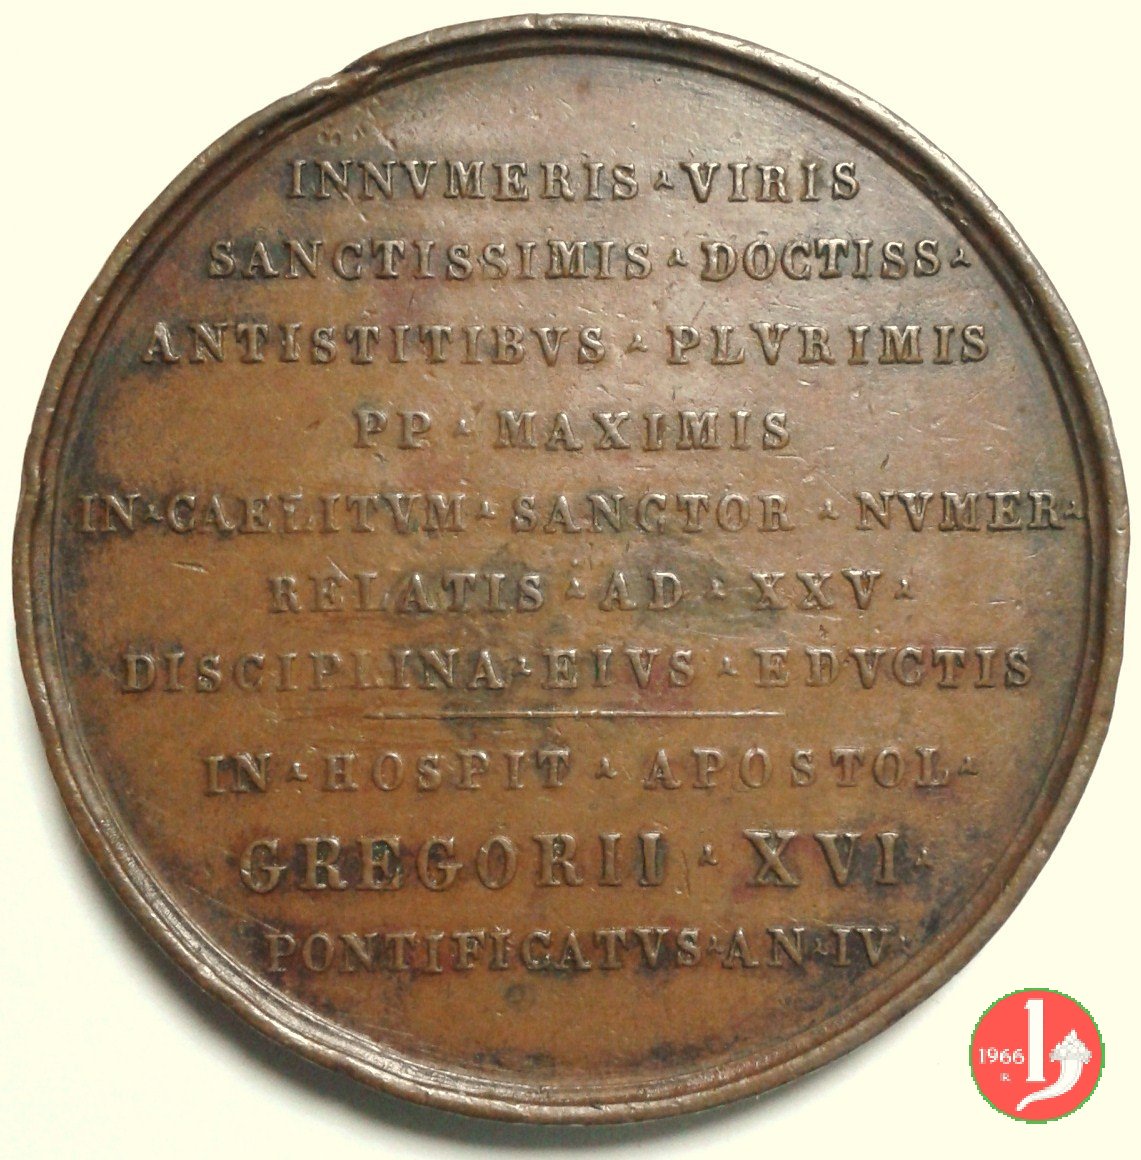 INNVMERIS · VIRIS
SANCTISSIMIS · DOCTISS ·
ANTISTITIBVS · PLVRIMIS
PP · MAXIMIS
IN · CAELITVM · SANCTOR · NVMER ·
RELATIS · AD · XXV ·
DISCIPLINA · EIVS · EDVCTIS
IN · HOSPIT · APOSTOL ·
GREGORII · XVI ·
PONTIFICATVS · AN · IV ·
1966
R.